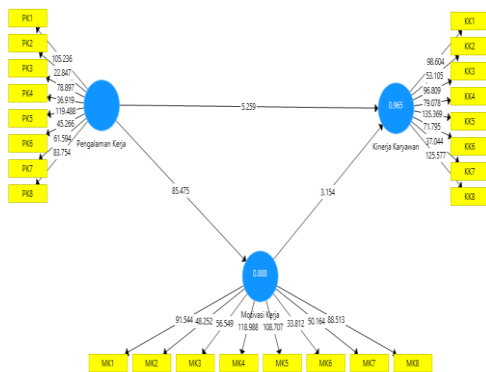 PK1
PK2
PK3
PK4
PK5
PK6
PK7
PK8
105.236
22.847
78.897
36.919
119.488
45.266
61.594
83.754
Pengalaman Kerja
5.259
85.475
3.154
KK1
KK2
KK3
KK4
KK5
KK6
KK7
KK8
98.604
53.105
96.809
79.078
135.369
71.795
37.044
125.577
0.965
Kinerja Karyawan
0.888
Motivasi Kerja
91.544
48.252
56.549
118.988
108.707
33.812
50.164
88.513
MK1
MK2
MK3
MK4
MK5
MK6
MK7
MK8